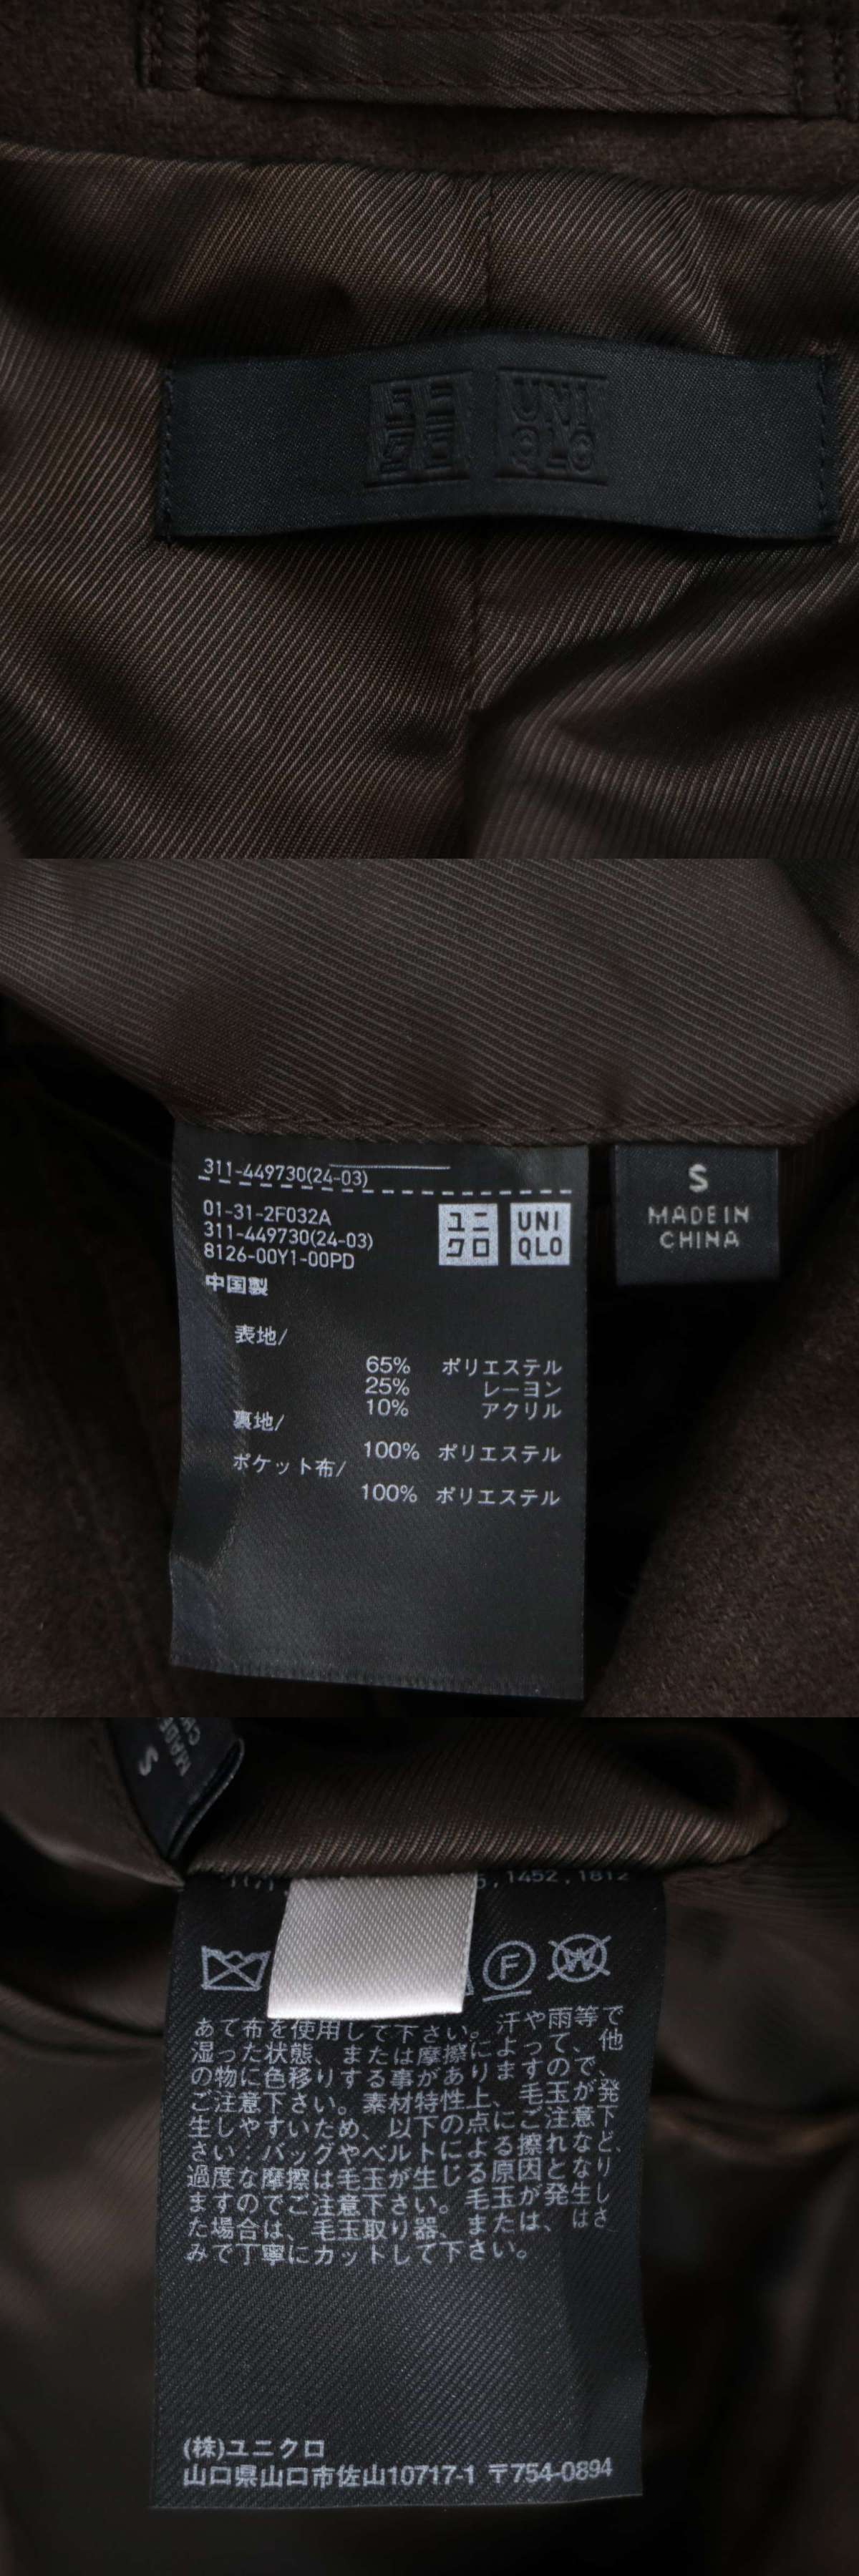 ユニ
クロ
UNI
QLO
311-449730(24-03)
01-31-2F032A
311-449730(24-03)
8126-00Y1-00PD
中国製
ユニ
クロ
UNI
QLO
S
MADE IN
CHINA
表地/
65% ポリエステル
25% レーヨン
10% アクリル
裏地/
100% ポリエステル
ポケット布/
100% ポリエステル
S
1452,1812
F
W
あて布を使用して下さい。汗や雨等で
湿った状態、または摩擦によって、他
の物に色移りする事がありますので、
ご注意下さい。素材特性上、毛玉が発
生しやすいため、以下の点にご注意下
さい：バッグやベルトによる擦れなど、
過度な摩擦は毛玉が生じる原因となり
ますのでご注意下さい。毛玉が発生し
た場合は、毛玉取り器、または、はさ
みで丁寧にカットして下さい。
(株)ユニクロ
山口県山口市佐山10717-1 〒754-0894